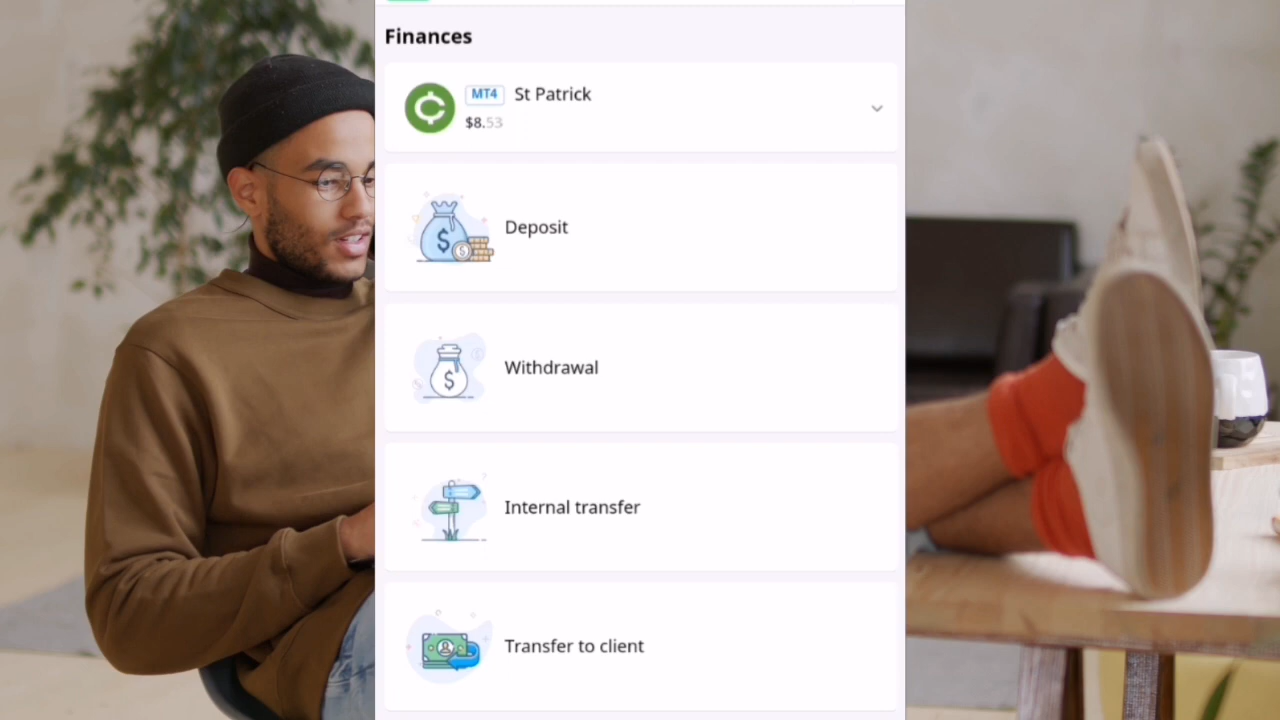 Finances
MT4 St Patrick
$8.53
Deposit
Withdrawal
Internal transfer
Transfer to client